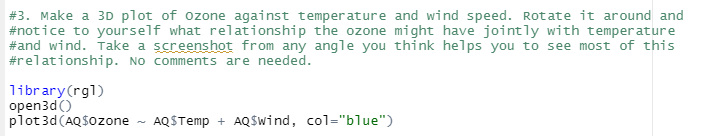 #3. Make a 3D plot of Ozone against temperature and wind speed. Rotate it around and
#notice to yourself what relationship the ozone might have jointly with temperature
#and wind. Take a screenshot from any angle you think helps you to see most of this
#relationship. No comments are needed.
library(rgl)
open3d()
plot3d(AQ$Ozone ~ AQ$Temp + AQ$Wind, col="blue")